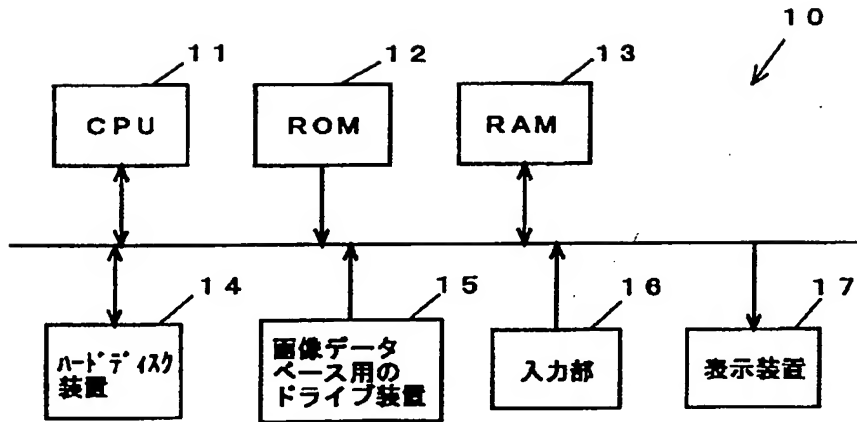 10
11
12
13
CPU
ROM
RAM
14
15
16
17
ﾊｰﾄﾞﾃﾞｨｽｸ
装置
画像データ
ベース用の
ドライブ装置
入力部
表示装置